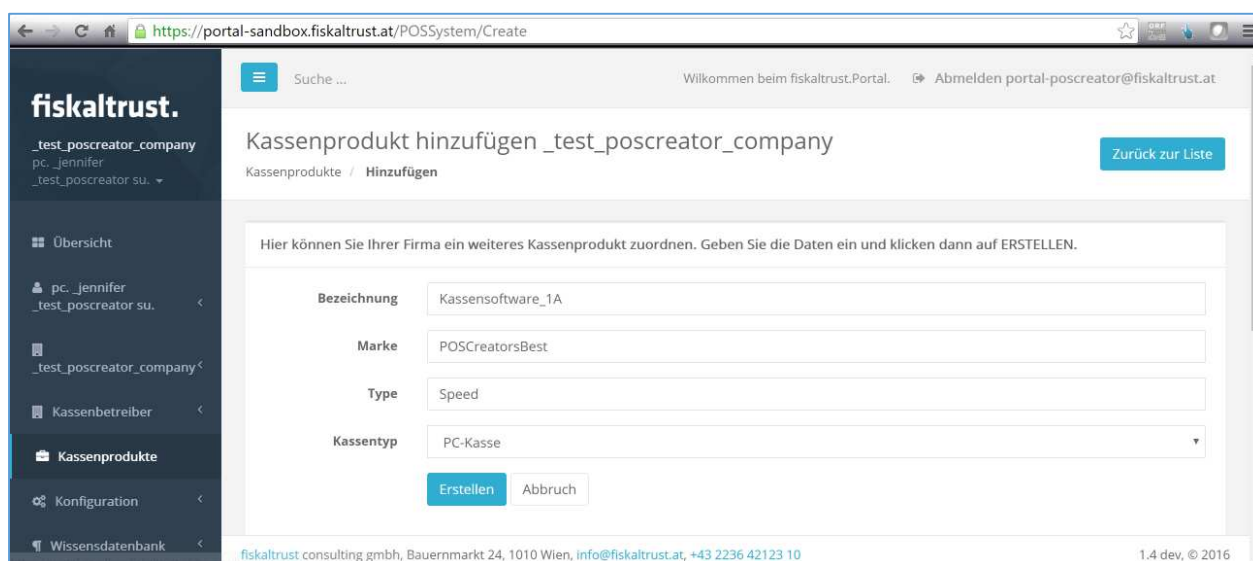 https://portal-sandbox.fiskaltrust.at/POSSystem/Create
fiskaltrust.
_test_poscreator_company
pc. _jennifer
_test_poscreator su.
Übersicht
pc. _jennifer
_test_poscreator su.
_test_poscreator_company
Kassenbetreiber
Kassenprodukte
Konfiguration
Wissensdatenbank
Suche ...
Wilkommen beim fiskaltrust.Portal.
Abmelden portal-poscreator@fiskaltrust.at
Kassenprodukt hinzufügen _test_poscreator_company
Kassenprodukte / Hinzufügen
Zurück zur Liste
Hier können Sie Ihrer Firma ein weiteres Kassenprodukt zuordnen. Geben Sie die Daten ein und klicken dann auf ERSTELLEN.
Bezeichnung Kassensoftware_1A
Marke POSCreatorsBest
Type Speed
Kassentyp PC-Kasse
Erstellen Abbruch
fiskaltrust consulting gmbh, Bauernmarkt 24, 1010 Wien, info@fiskaltrust.at, +43 2236 42123 10
1.4 dev, © 2016